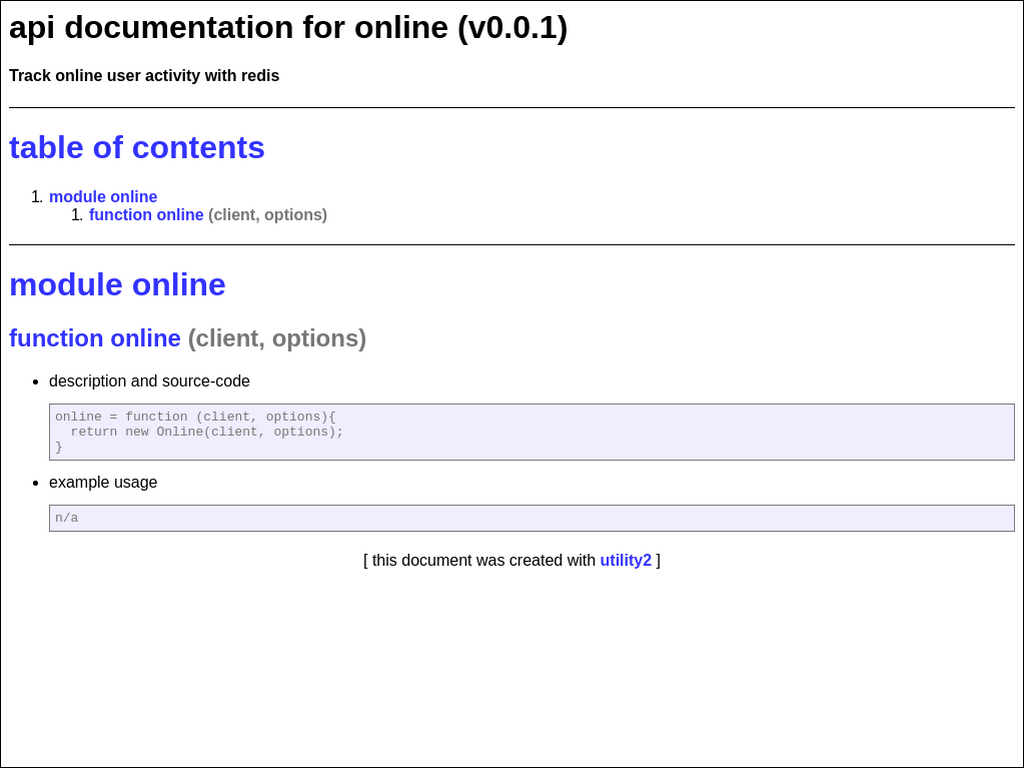 api documentation for online (v0.0.1)
Track online user activity with redis
table of contents
1. module online
1. function online (client, options)
module online
function online (client, options)
• description and source-code
online = function (client, options){
  return new Online(client, options);
}
• example usage
n/a
[ this document was created with utility2 ]